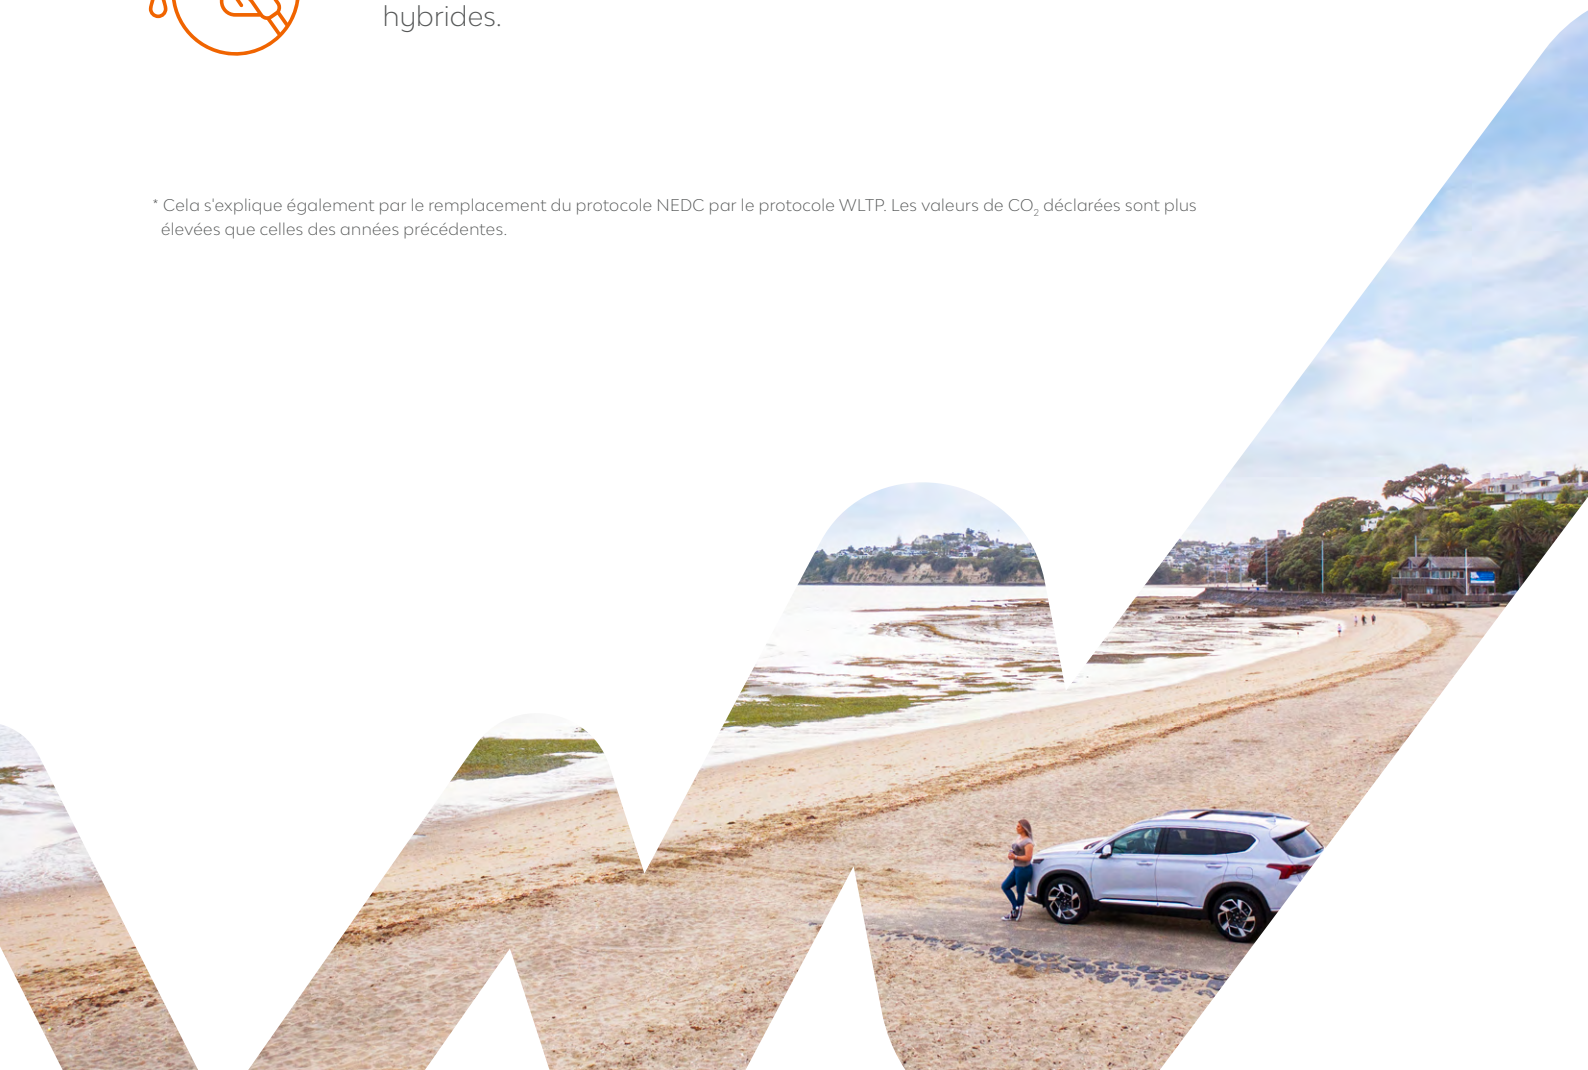 hybrides.
* Cela s'explique également par le remplacement du protocole NEDC par le protocole WLTP. Les valeurs de CO₂ déclarées sont plus
élevées que celles des années précédentes.